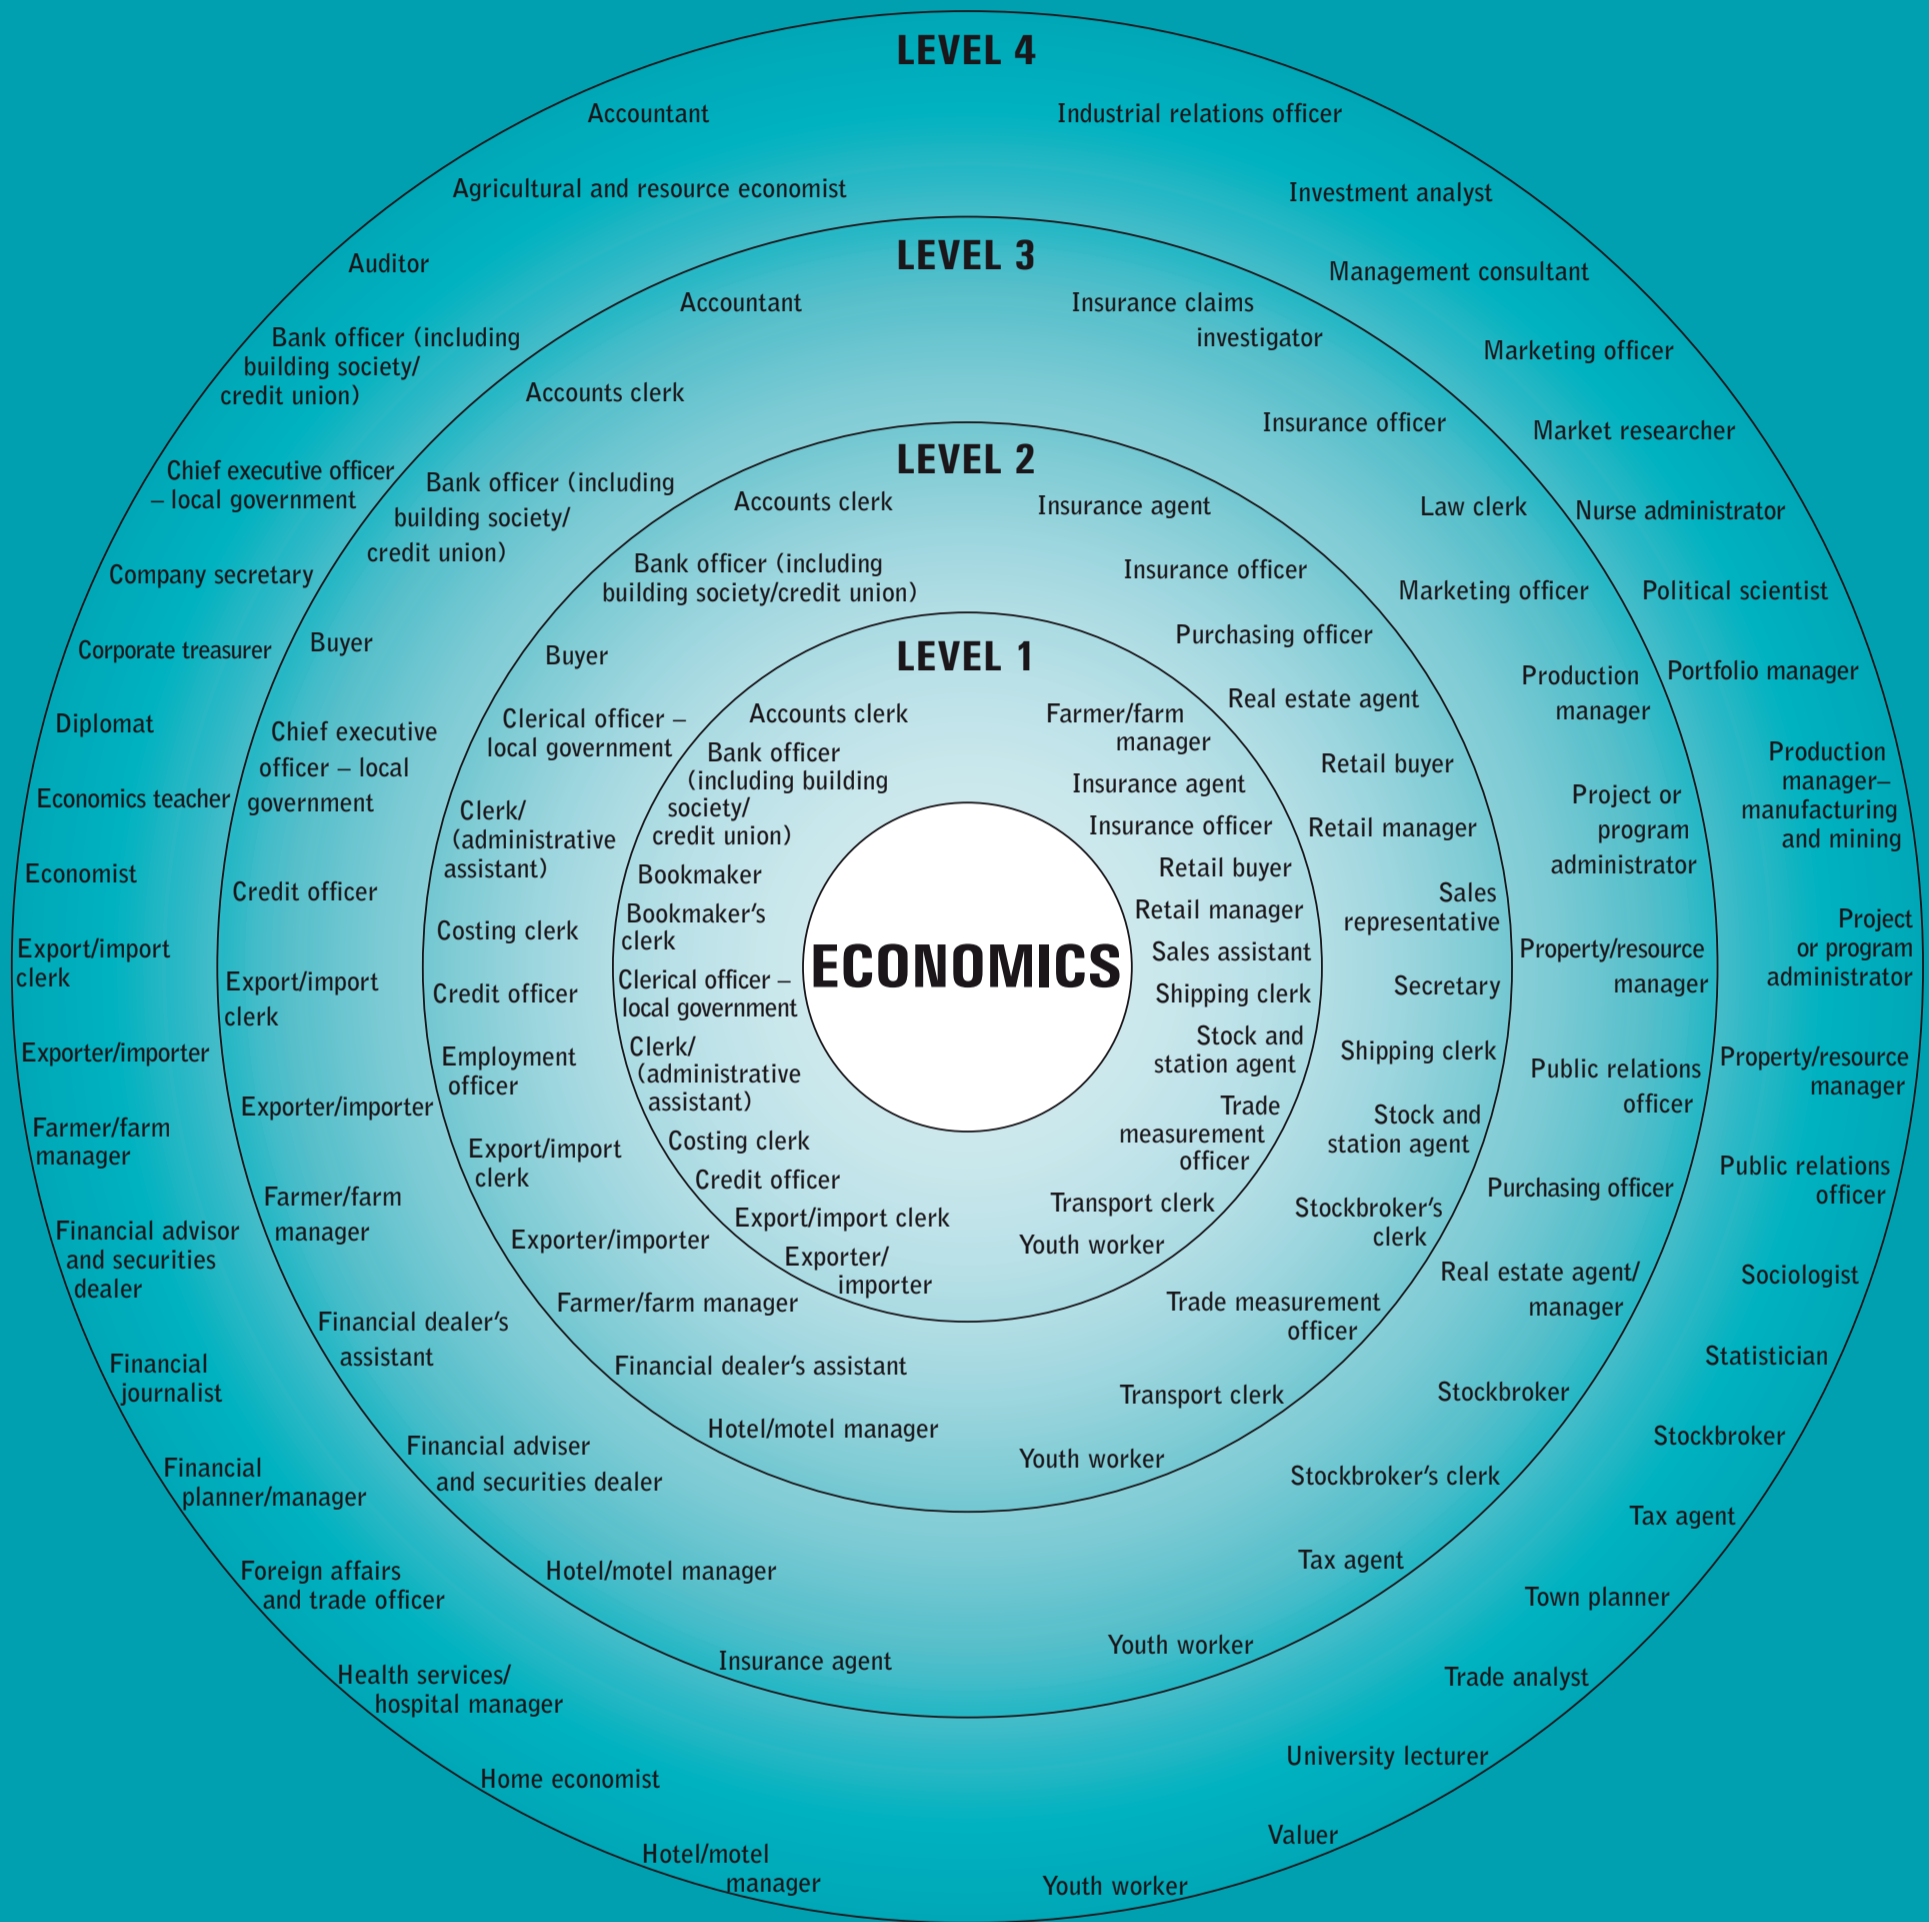 LEVEL 4
Accountant
Agricultural and resource economist
Auditor
Bank officer (including
building society/
credit union)
Chief executive officer
– local government
Company secretary
Corporate treasurer
Diplomat
Economics teacher
Economist
Export/import
clerk
Exporter/importer
Farmer/farm
manager
Financial advisor
and securities
dealer
Financial
journalist
Financial
planner/manager
Foreign affairs
and trade officer
Health services/
hospital manager
Home economist
Hotel/motel
manager
Industrial relations officer
Investment analyst
Management consultant
Marketing officer
Market researcher
Nurse administrator
Political scientist
Portfolio manager
Production
manager–
manufacturing
and mining
Project
or program
administrator
Property/resource
manager
Public relations
officer
Sociologist
Statistician
Stockbroker
Tax agent
Town planner
Trade analyst
University lecturer
Valuer
Youth worker
LEVEL 3
Accountant
Accounts clerk
Bank officer (including
building society/
credit union)
Buyer
Chief executive
officer – local
government
Credit officer
Export/import
clerk
Exporter/importer
Farmer/farm
manager
Financial dealer’s
assistant
Financial adviser
and securities dealer
Hotel/motel manager
Insurance agent
Insurance claims
investigator
Insurance officer
Law clerk
Marketing officer
Production
manager
Project or
program
administrator
Property/resource
manager
Public relations
officer
Purchasing officer
Real estate agent/
manager
Stockbroker
Stockbroker’s clerk
Tax agent
Youth worker
LEVEL 2
Accounts clerk
Bank officer (including
building society/credit union)
Buyer
Clerical officer –
local government
Clerk/
(administrative
assistant)
Costing clerk
Credit officer
Employment
officer
Export/import
clerk
Exporter/importer
Farmer/farm manager
Financial dealer’s assistant
Hotel/motel manager
Insurance agent
Insurance officer
Purchasing officer
Real estate agent
Retail buyer
Retail manager
Sales
representative
Secretary
Shipping clerk
Stock and
station agent
Stockbroker’s
clerk
Trade measurement
officer
Transport clerk
Youth worker
LEVEL 1
Accounts clerk
Bank officer
(including building
society/
credit union)
Bookmaker
Bookmaker’s
clerk
Clerical officer –
local government
Clerk/
(administrative
assistant)
Costing clerk
Credit officer
Export/import clerk
Exporter/
importer
Farmer/farm
manager
Insurance agent
Insurance officer
Retail buyer
Retail manager
Sales assistant
Shipping clerk
Stock and
station agent
Trade
measurement
officer
Transport clerk
Youth worker
ECONOMICS